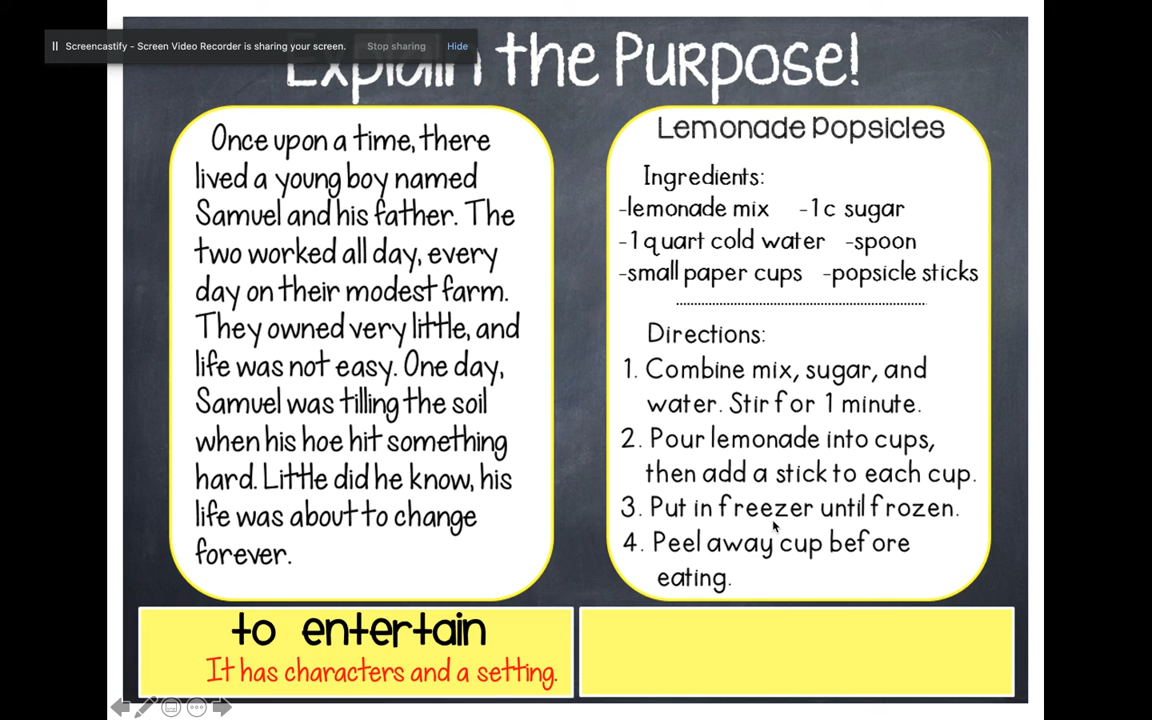 Screencastify - Screen Video Recorder is sharing your screen.
Stop sharing
Hide
Explain the Purpose!
Once upon a time, there
lived a young boy named
Samuel and his father. The
two worked all day, every
day on their modest farm.
They owned very little, and
life was not easy. One day,
Samuel was tilling the soil
when his hoe hit something
hard. Little did he know, his
life was about to change
forever.
to entertain
It has characters and a setting.
Lemonade Popsicles
Ingredients:
-lemonade mix -1 c sugar
-1 quart cold water -spoon
-small paper cups -popsicle sticks
Directions:
1. Combine mix, sugar, and
water. Stir for 1 minute.
2. Pour lemonade into cups,
then add a stick to each cup.
3. Put in freezer until frozen.
4. Peel away cup before
eating.